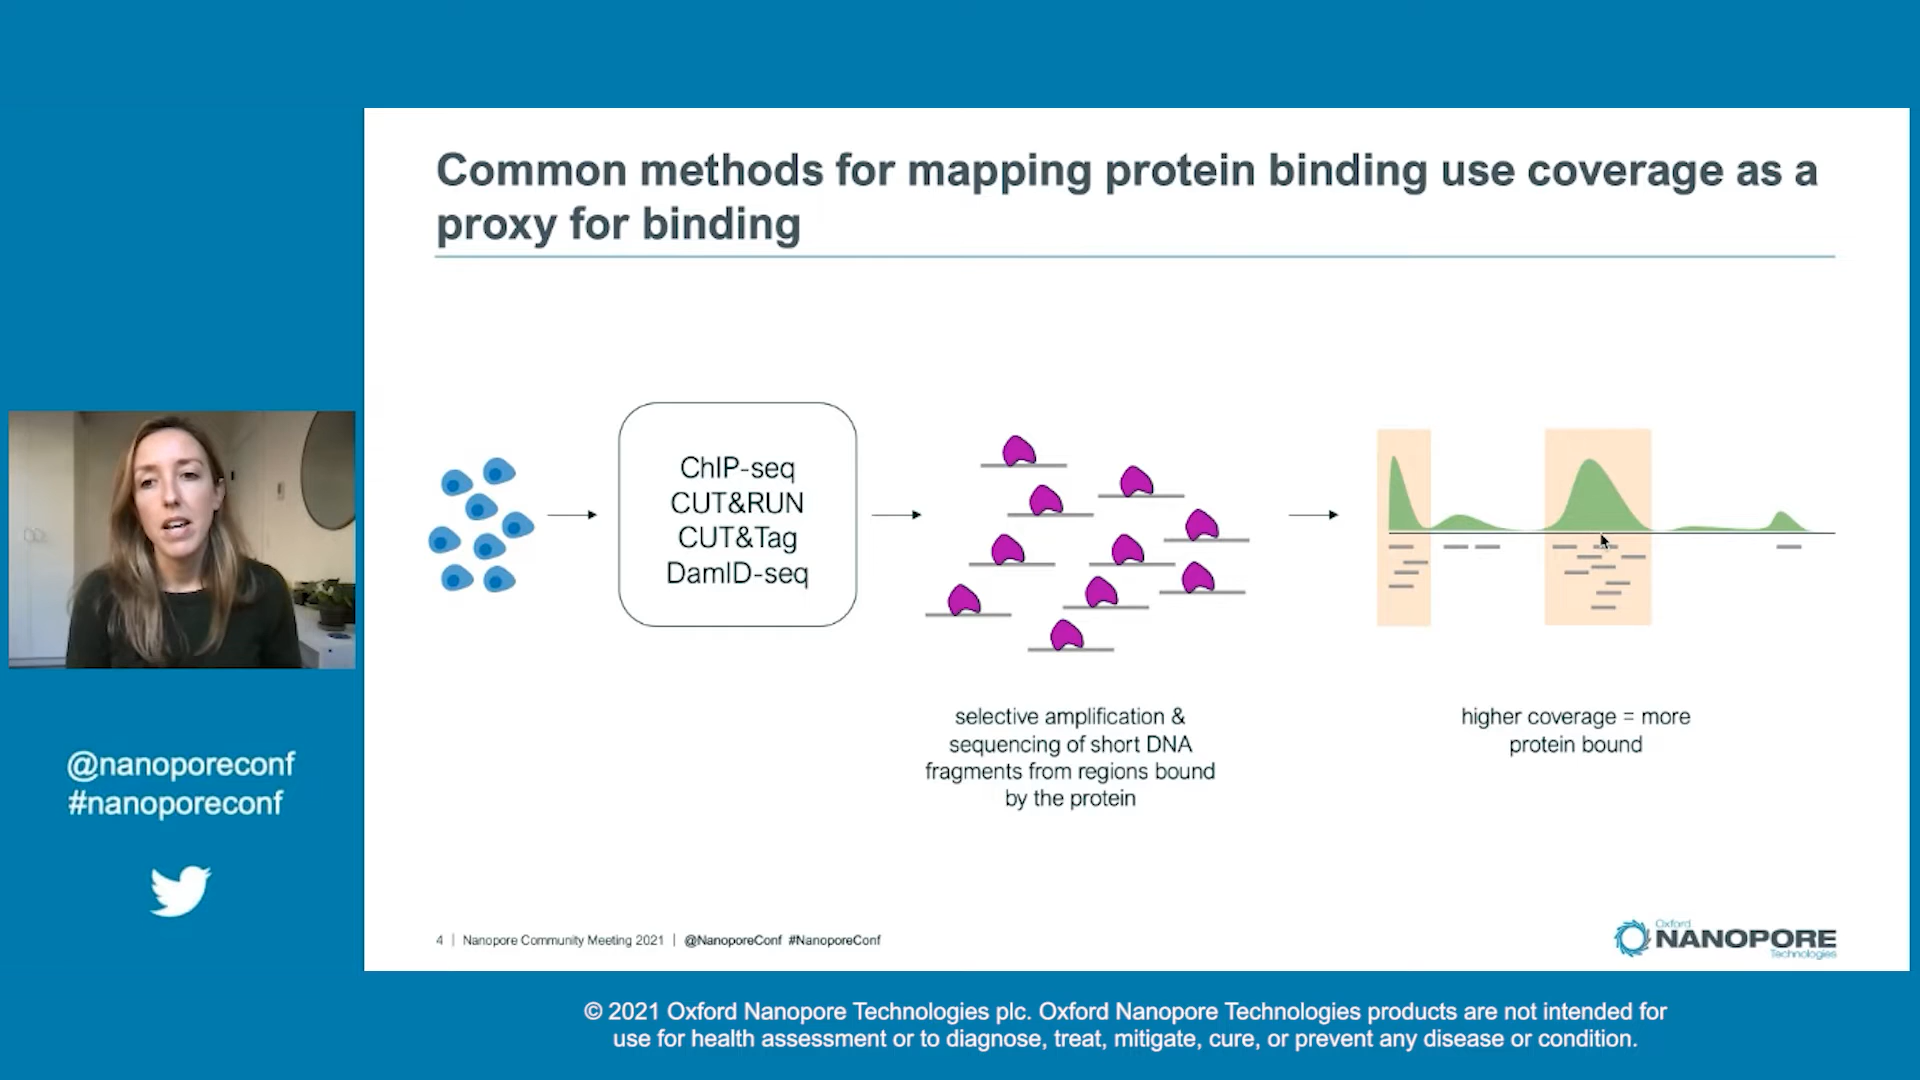 Common methods for mapping protein binding use coverage as a
proxy for binding
ChIP-seq
CUT&RUN
CUT&Tag
DamID-seq
selective amplification &
sequencing of short DNA
fragments from regions bound
by the protein
higher coverage = more
protein bound
@nanoporeconf
#nanoporeconf
4 | Nanopore Community Meeting 2021 | @NanoporeConf #NanoporeConf
Oxford
NANOPORE
Technologies
© 2021 Oxford Nanopore Technologies plc. Oxford Nanopore Technologies products are not intended for
use for health assessment or to diagnose, treat, mitigate, cure, or prevent any disease or condition.